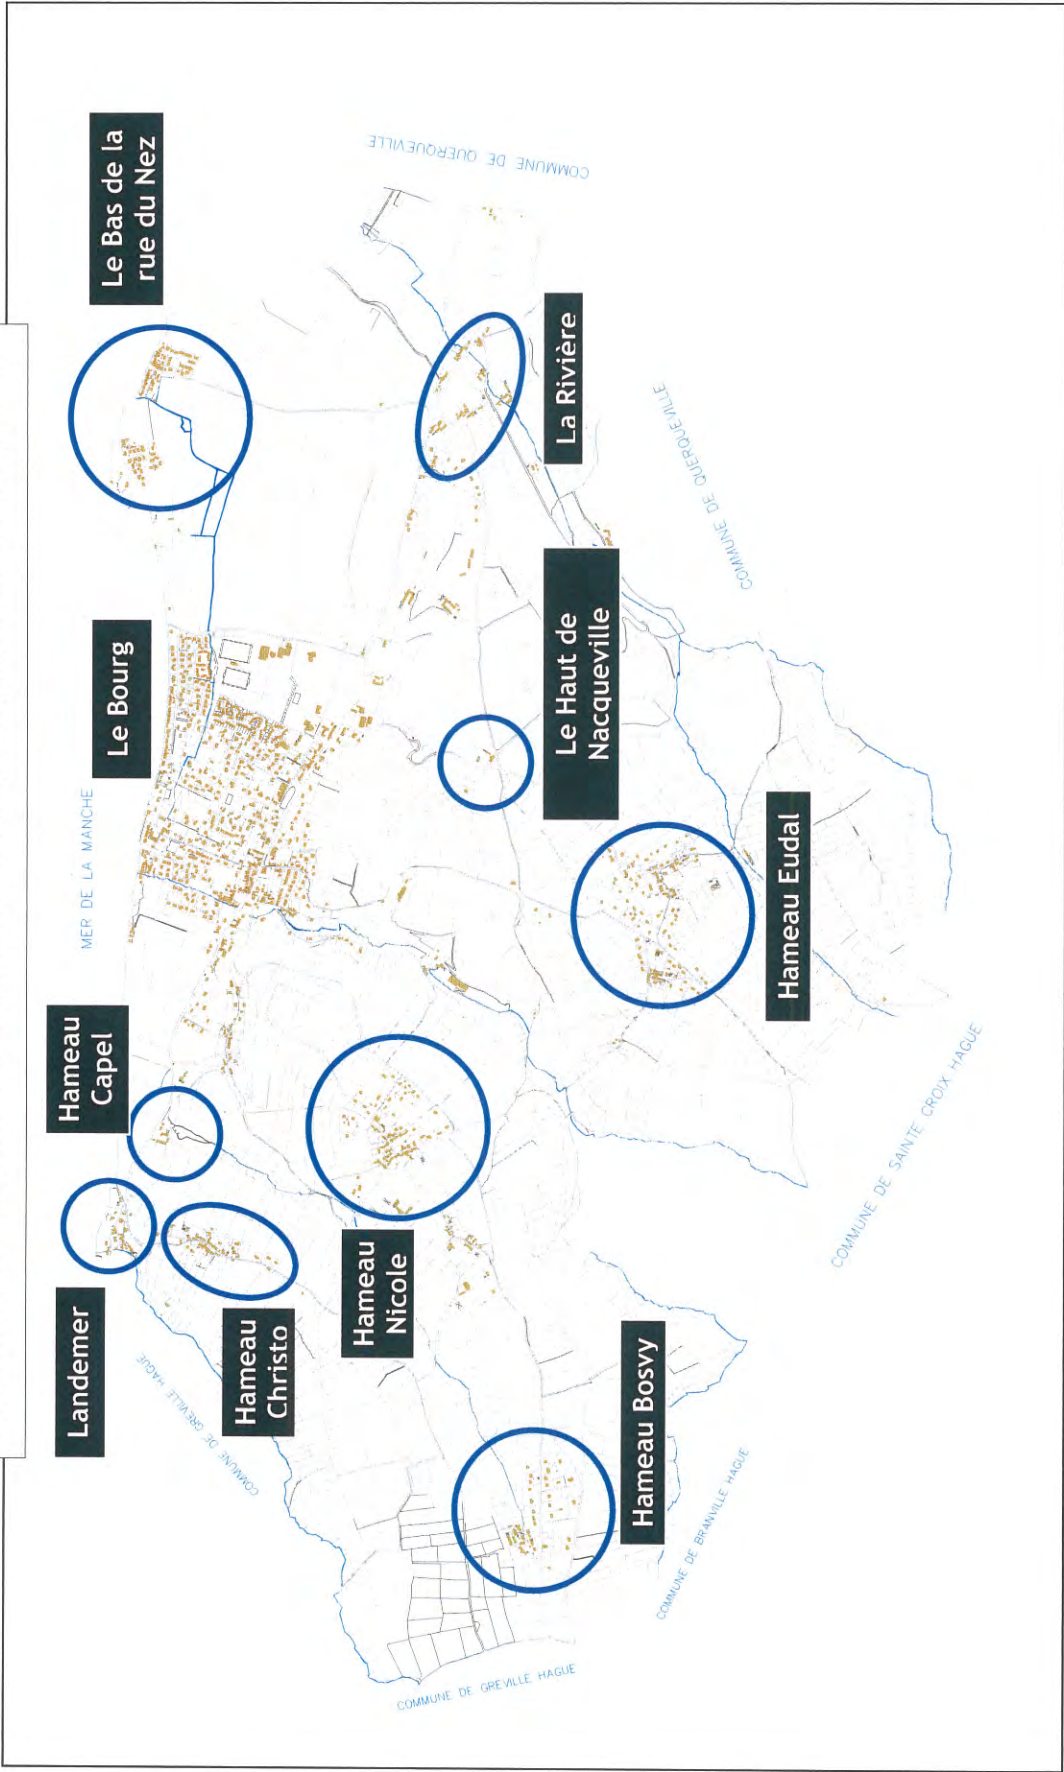 MER DE LA MANCHE
Landemer
Hameau
Capel
Le Bourg
Le Bas de la
rue du Nez
COMMUNE DE GREVILLE HAGUE
Hameau
Christo
Hameau
Nicole
COMMUNE DE QUERQUEVILLE
La Rivière
Le Haut de
Nacqueville
COMMUNE DE GREVILLE HAGUE
Hameau Bosvy
Hameau Eudal
COMMUNE DE QUERQUEVILLE
COMMUNE DE BRANVILLE HAGUE
COMMUNE DE SAINTE CROIX HAGUE